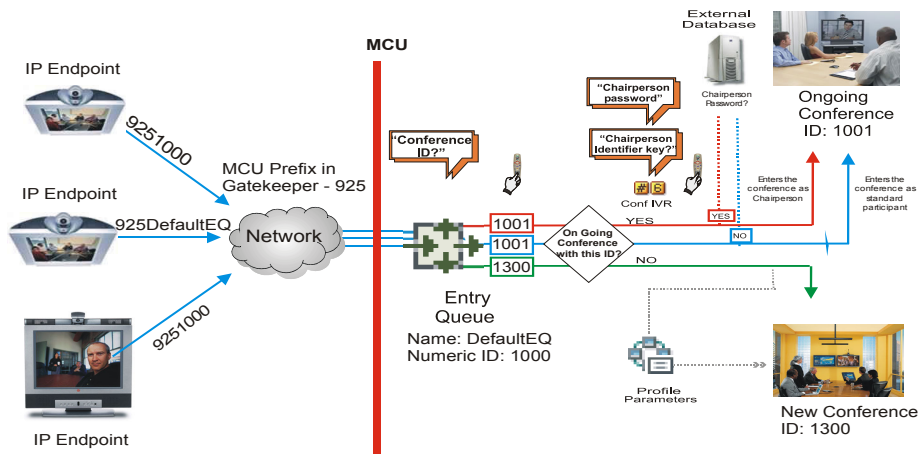 IP Endpoint
9251000
IP Endpoint
925DefaultEQ
9251000
IP Endpoint
MCU Prefix in
Gatekeeper - 925
Network
MCU
"Conference
ID?"
Entry
Queue
Name: DefaultEQ
Numeric ID: 1000
1001
1001
1300
On Going
Conference
with this ID?
YES
NO
"Chairperson
password"
"Chairperson
Identifier key?"
# 6
Conf IVR
External
Database
Chairperson
Password?
YES
NO
Ongoing
Conference
ID: 1001
Enters the
conference as
Chairperson
Enters the
conference as
standard
participant
Profile
Parameters
New Conference
ID: 1300